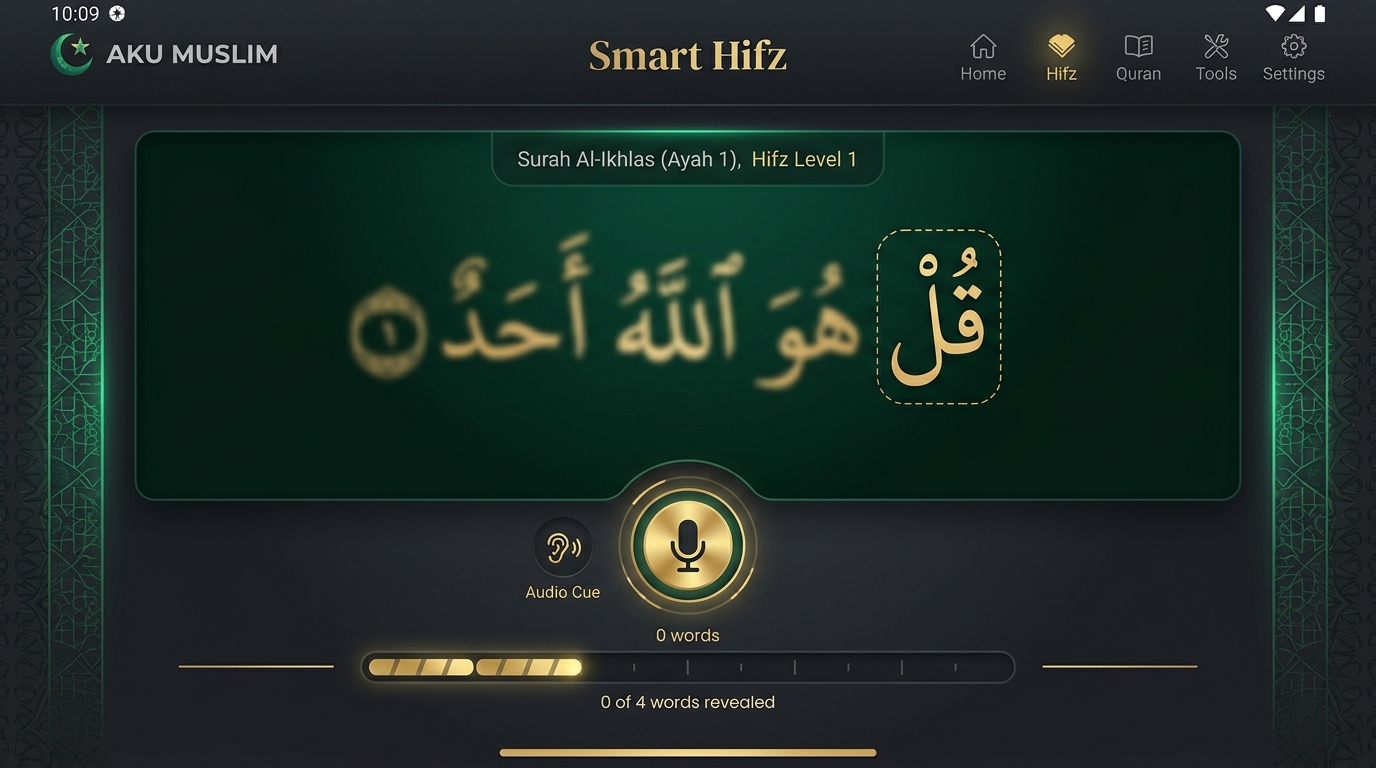 10:09
AKU MUSLIM
Smart Hifz
Home
Hifz
Quran
Tools
Settings
Surah Al-Ikhlas (Ayah 1), Hifz Level 1
قُلْ هُوَ ٱللَّهُ أَحَدٌ ١
Audio Cue
0 words
0 of 4 words revealed